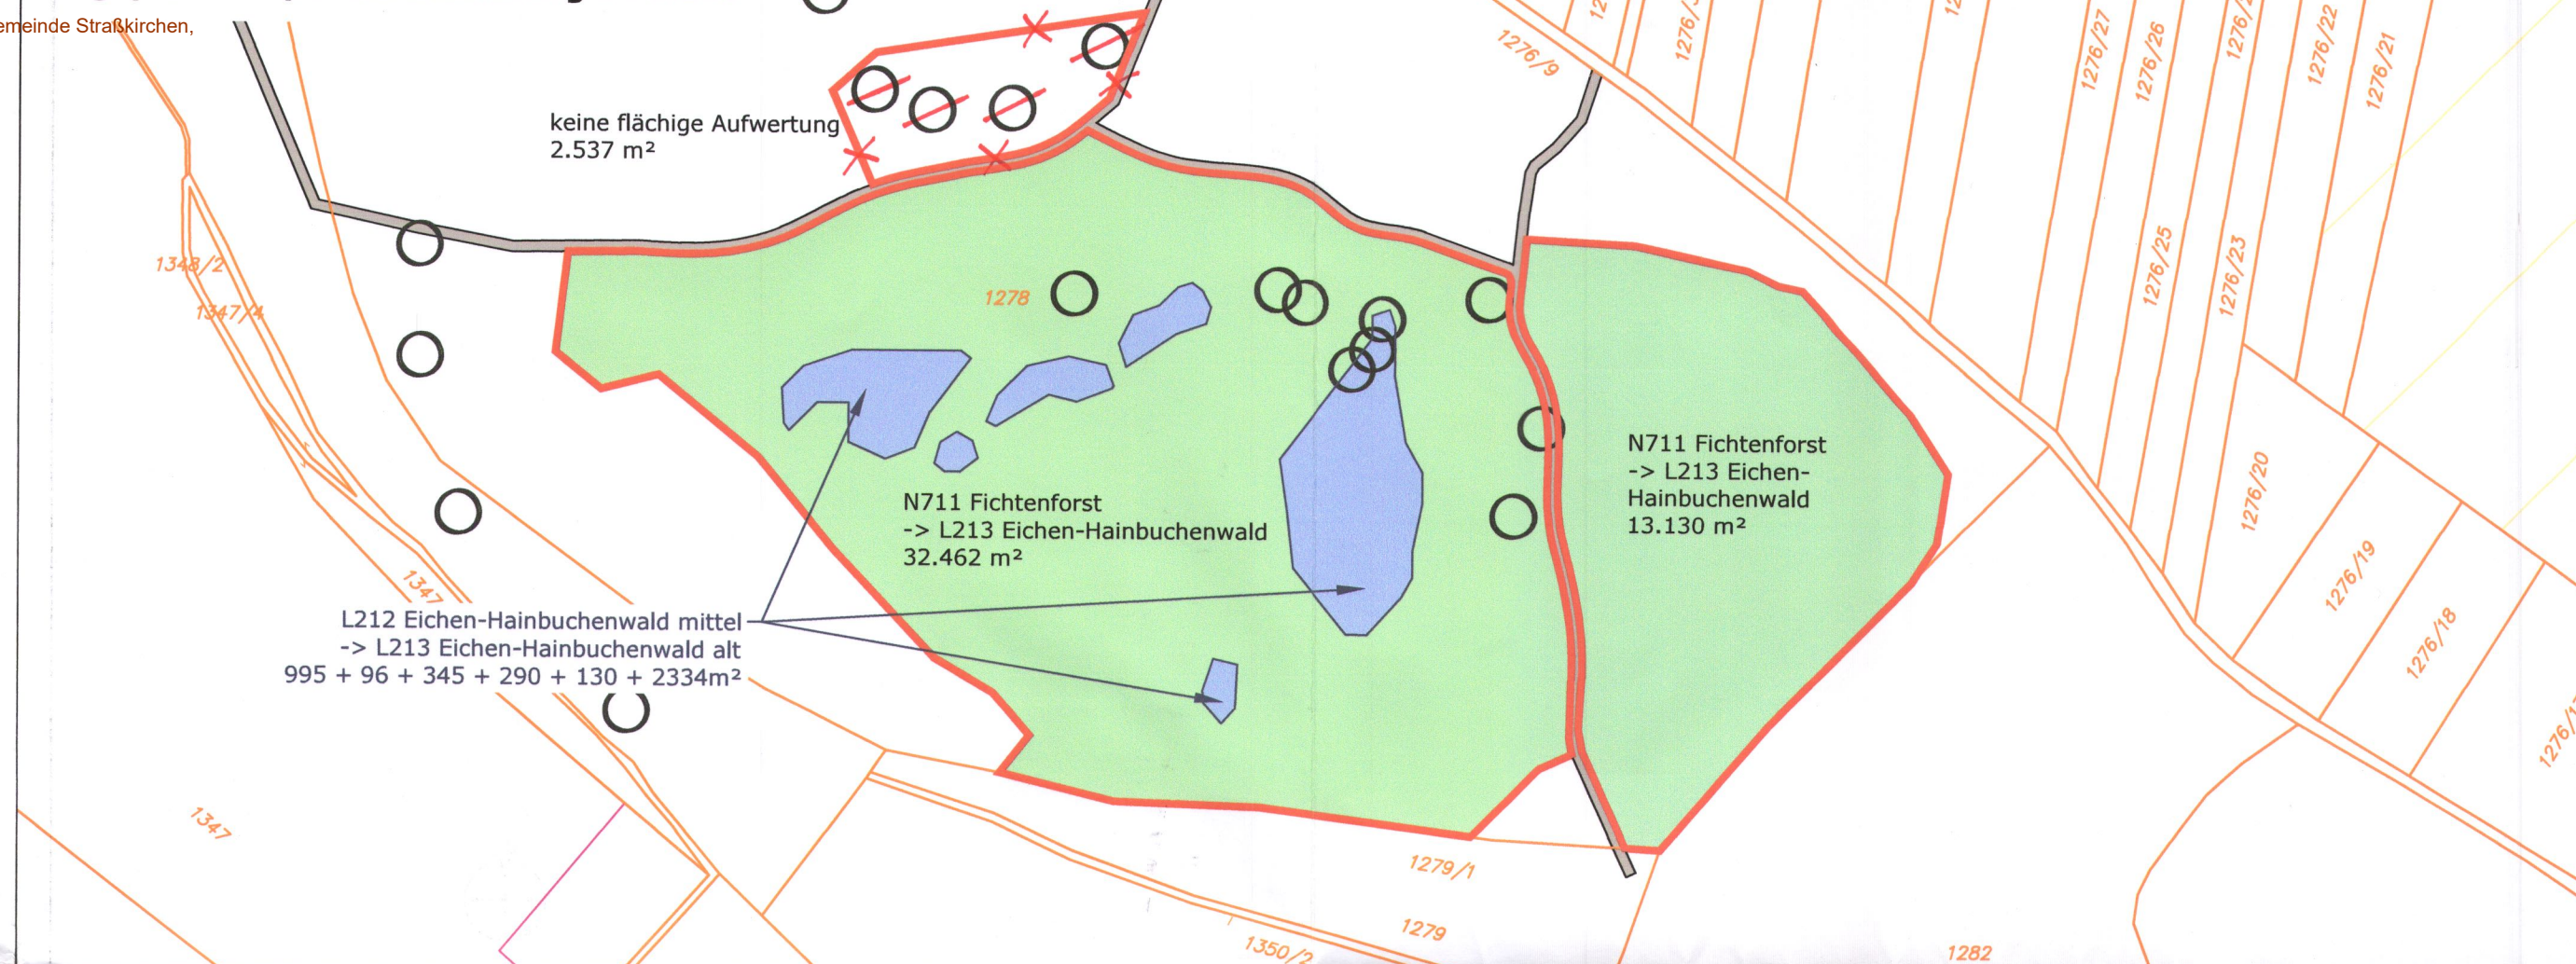 emeinde Straßkirchen,
keine flächige Aufwertung
2.537 m²
1276/9
1276/27
1276/26
1276/22
1276/21
1276/25
1276/23
1276/20
1276/19
1276/18
1348/2
1347/4
1278
N711 Fichtenforst
-> L213 Eichen-
Hainbuchenwald
13.130 m²
N711 Fichtenforst
-> L213 Eichen-Hainbuchenwald
32.462 m²
1347
L212 Eichen-Hainbuchenwald mittel
-> L213 Eichen-Hainbuchenwald alt
995 + 96 + 345 + 290 + 130 + 2334m²
1347
1279/1
1279
1350/2
1282